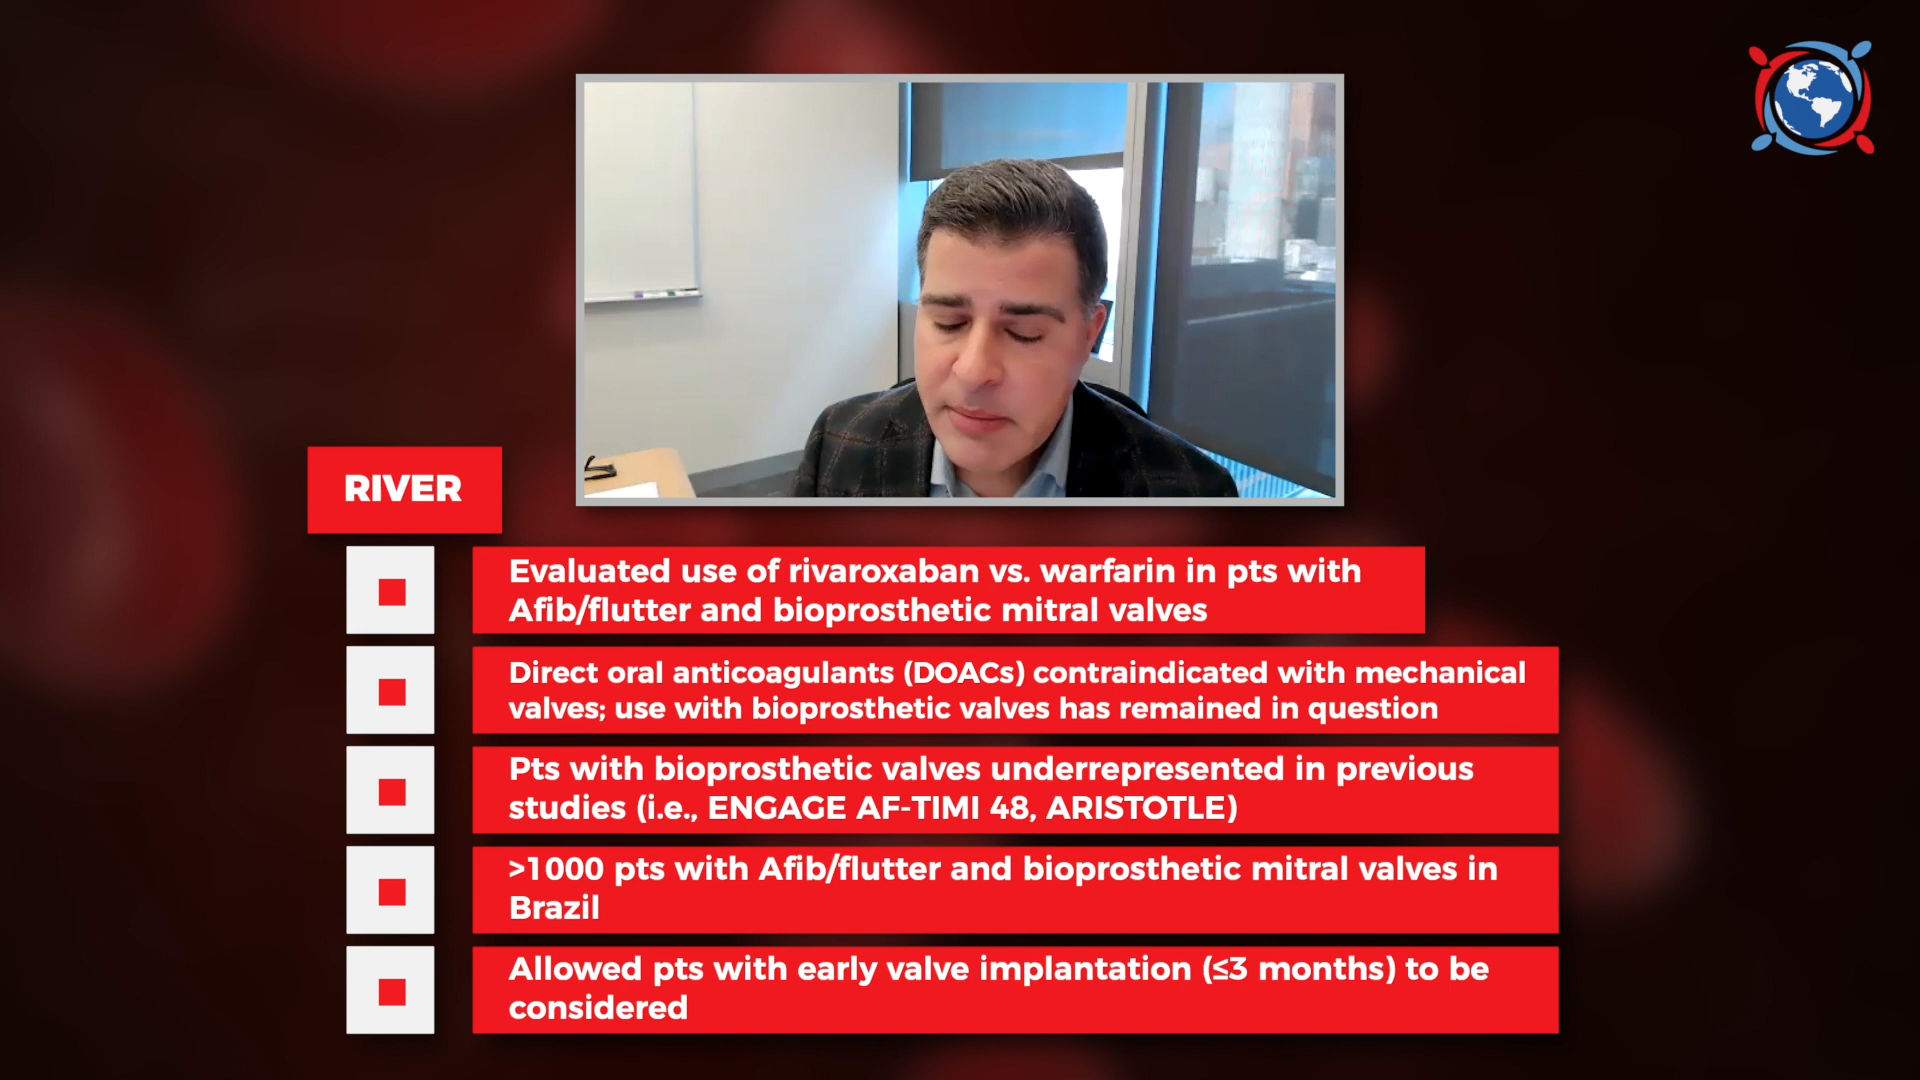 RIVER
Evaluated use of rivaroxaban vs. warfarin in pts with
Afib/flutter and bioprosthetic mitral valves
Direct oral anticoagulants (DOACs) contraindicated with mechanical
valves; use with bioprosthetic valves has remained in question
Pts with bioprosthetic valves underrepresented in previous
studies (i.e., ENGAGE AF-TIMI 48, ARISTOTLE)
>1000 pts with Afib/flutter and bioprosthetic mitral valves in
Brazil
Allowed pts with early valve implantation (≤3 months) to be
considered